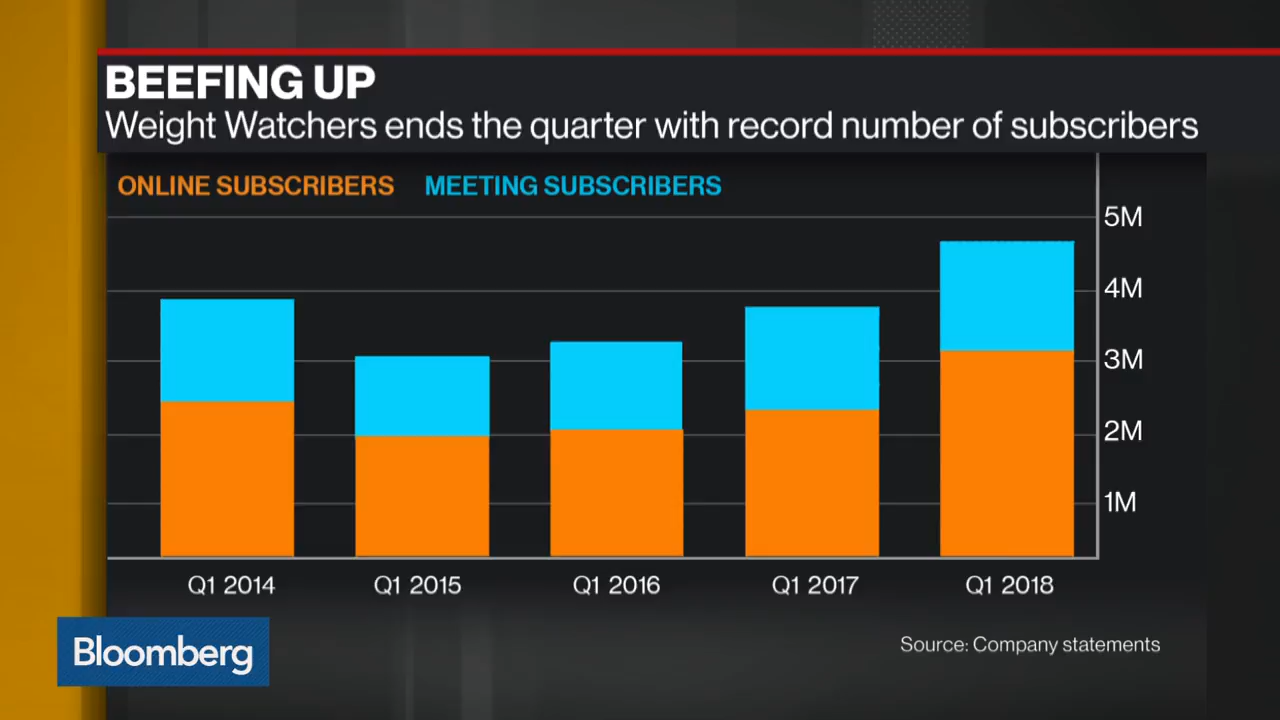 BEEFING UP
Weight Watchers ends the quarter with record number of subscribers
ONLINE SUBSCRIBERS MEETING SUBSCRIBERS
5M
4M
3M
2M
1M
Q1 2014 Q1 2015 Q1 2016 Q1 2017 Q1 2018
Source: Company statements
Bloomberg